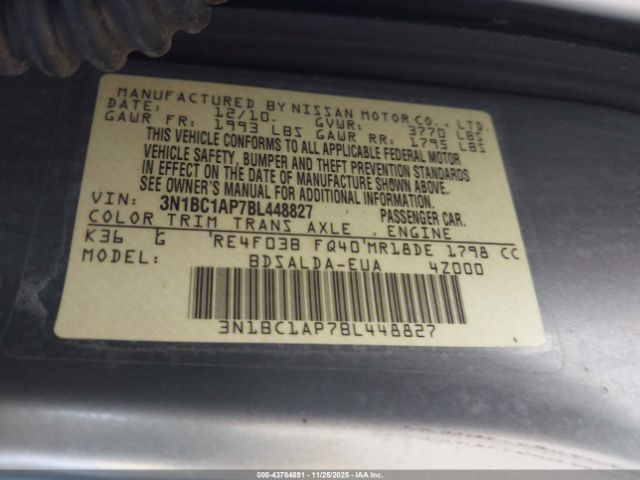 MANUFACTURED BY NISSAN MOTOR CO., LTD.
DATE: 12/10. GVWR: 3770 LBS
GAWR FR: 1993 LBS GAWR RR: 1795 LBS
THIS VEHICLE CONFORMS TO ALL APPLICABLE FEDERAL MOTOR
VEHICLE SAFETY, BUMPER AND THEFT PREVENTION STANDARDS
IN EFFECT ON THE DATE OF MANUFACTURE SHOWN ABOVE.
SEE OWNER'S MANUAL FOR ADDITIONAL INFORMATION.
VIN: 3N1BC1AP7BL448827 PASSENGER CAR.
COLOR TRIM TRANS AXLE , ENGINE
K36 G RE4F03B FQ40 MR18DE 1798 CC
MODEL: BDSALDA-EUA 4Z000
3N1BC1AP7BL448827
000-43784891 - 11/25/2025 - IAAI.COM